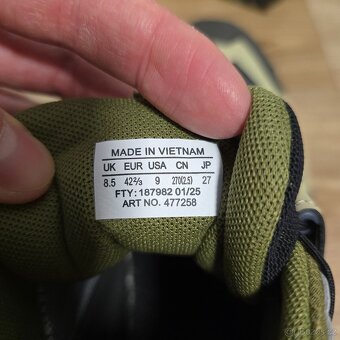 MADE IN VIETNAM
UK EUR USA CN JP
8.5 42⅔ 9 270(2.5) 27
FTY: 187982 01/25
ART NO. 477258